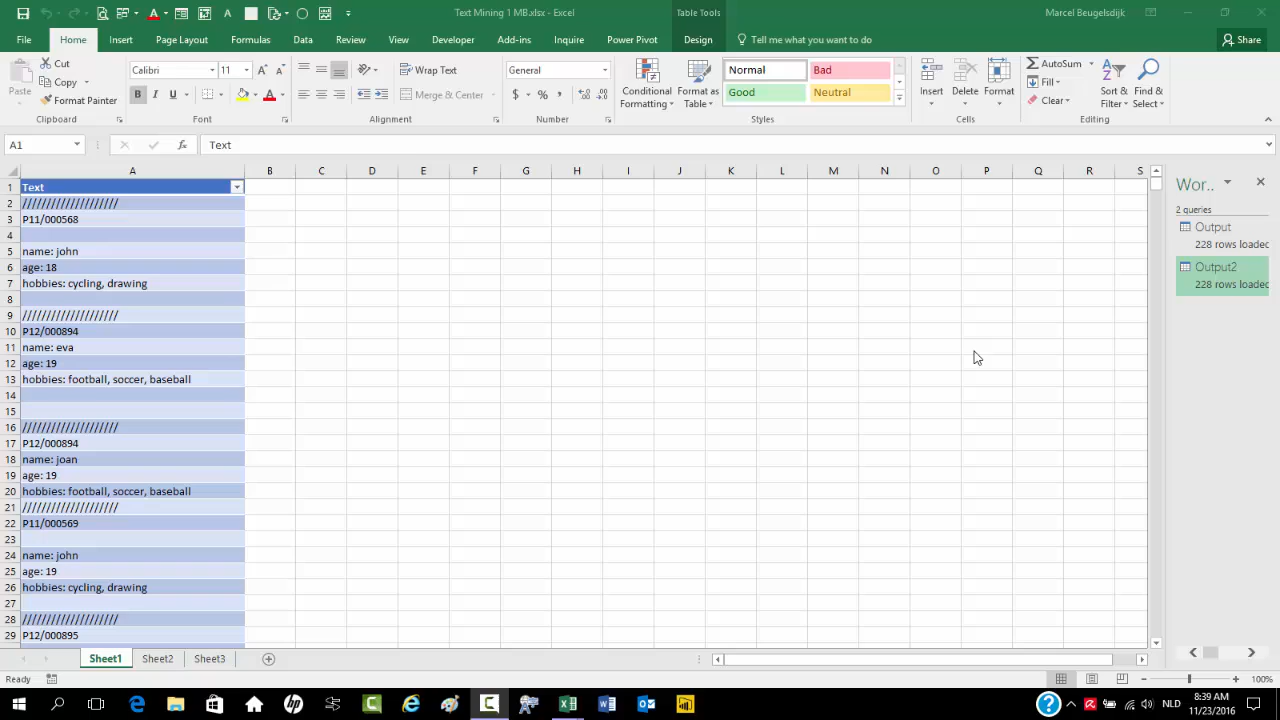 Text Mining 1 MB.xlsx - Excel
Table Tools
Marcel Beugelsdijk
File Home Insert Page Layout Formulas Data Review View Developer Add-ins Inquire Power Pivot Design Tell me what you want to do Share
Paste
Cut
Copy
Format Painter
Clipboard
Calibri 11
B I U
Font
Wrap Text
Merge & Center
Alignment
General
$ % ,
Number
Conditional Formatting
Format as Table
Normal Bad
Good Neutral
Styles
Insert Delete Format
Cells
AutoSum
Fill
Clear
Sort & Filter
Find & Select
Editing
A1 fx Text
A B C D E F G H I J K L M N O P Q R S
1 Text
2 ////////////////////
3 P11/000568
4
5 name: john
6 age: 18
7 hobbies: cycling, drawing
8
9 ////////////////////
10 P12/000894
11 name: eva
12 age: 19
13 hobbies: football, soccer, baseball
14
15
16 ////////////////////
17 P12/000894
18 name: joan
19 age: 19
20 hobbies: football, soccer, baseball
21 ////////////////////
22 P11/000569
23
24 name: john
25 age: 19
26 hobbies: cycling, drawing
27
28 ////////////////////
29 P12/000895
Wor..
2 queries
Output
228 rows loaded
Output2
228 rows loaded
Sheet1 Sheet2 Sheet3
Ready
100%
NLD
8:39 AM
11/23/2016